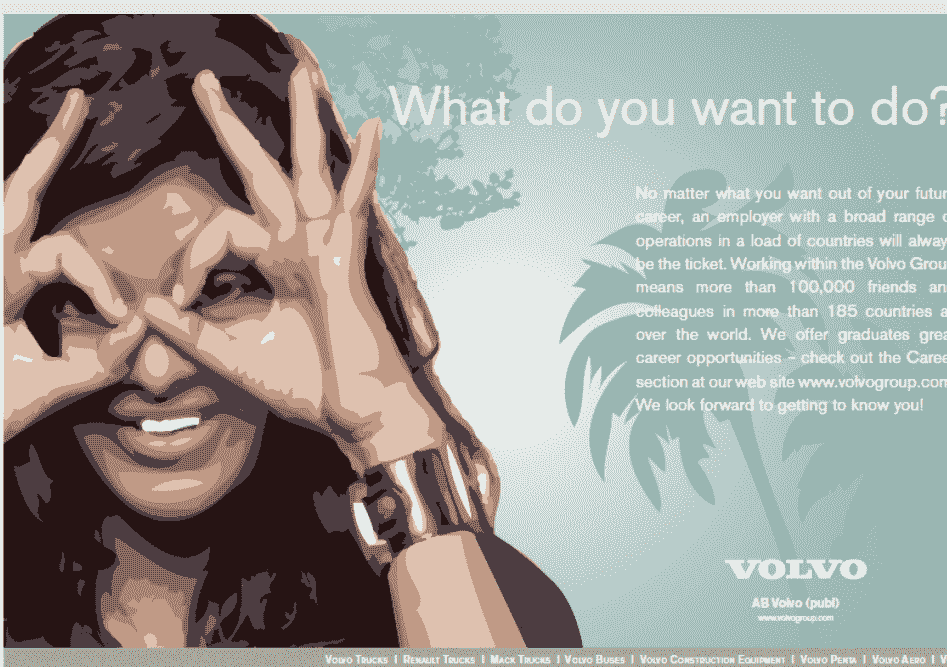 What do you want to do?
No matter what you want out of your futu
career, an employer with a broad range o
operations in a load of countries will alway
be the ticket. Working within the Volvo Grou
means more than 100,000 friends an
colleagues in more than 185 countries a
over the world. We offer graduates grea
career opportunities – check out the Caree
section at our web site www.volvogroup.com
We look forward to getting to know you!
VOLVO
AB Volvo (publ)
www.volvogroup.com
Volvo Trucks | Renault Trucks | Mack Trucks | Volvo Buses | Volvo Construction Equipment | Volvo Penta | Volvo Aero | V